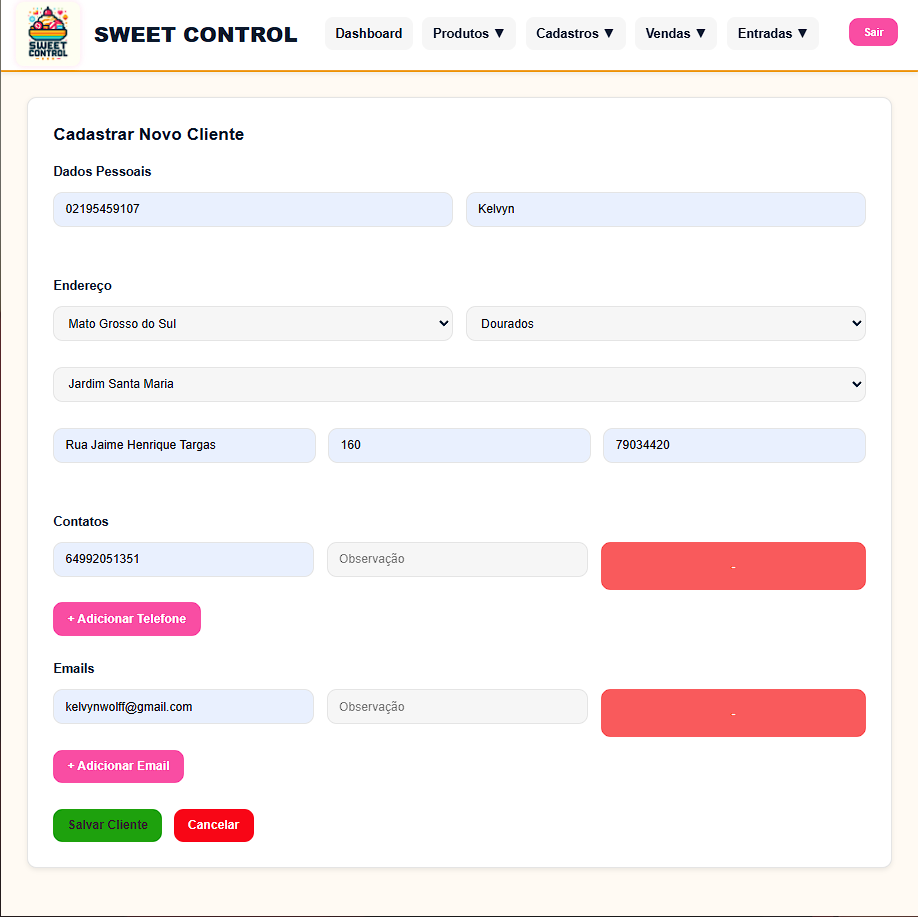 SWEET
CONTROL
SWEET CONTROL
Dashboard
Produtos ▼
Cadastros ▼
Vendas ▼
Entradas ▼
Sair
Cadastrar Novo Cliente
Dados Pessoais
02195459107
Kelvyn
Endereço
Mato Grosso do Sul
Dourados
Jardim Santa Maria
Rua Jaime Henrique Targas
160
79034420
Contatos
64992051351
Observação
-
+ Adicionar Telefone
Emails
kelvynwolff@gmail.com
Observação
-
+ Adicionar Email
Salvar Cliente
Cancelar